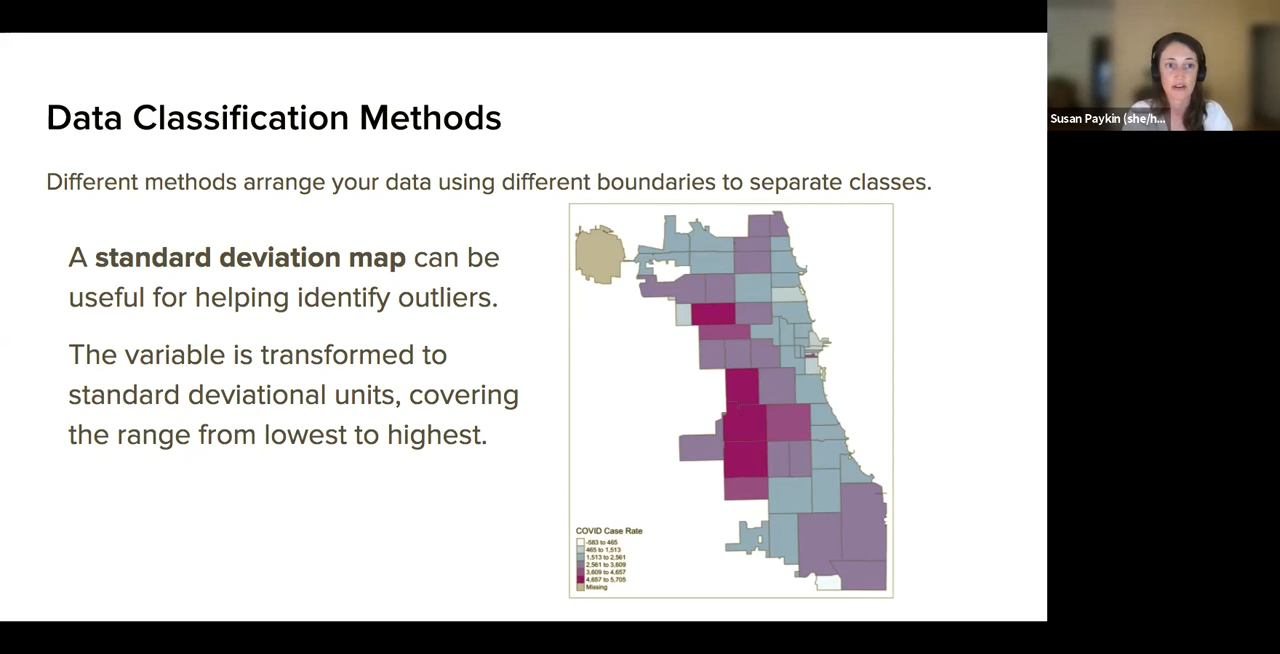 Data Classification Methods
Different methods arrange your data using different boundaries to separate classes.
A standard deviation map can be
useful for helping identify outliers.
The variable is transformed to
standard deviational units, covering
the range from lowest to highest.
COVID Case Rate
-583 to 465
465 to 1,513
1,513 to 2,561
2,561 to 3,609
3,609 to 4,657
4,657 to 5,705
Missing
Susan Paykin (she/h...